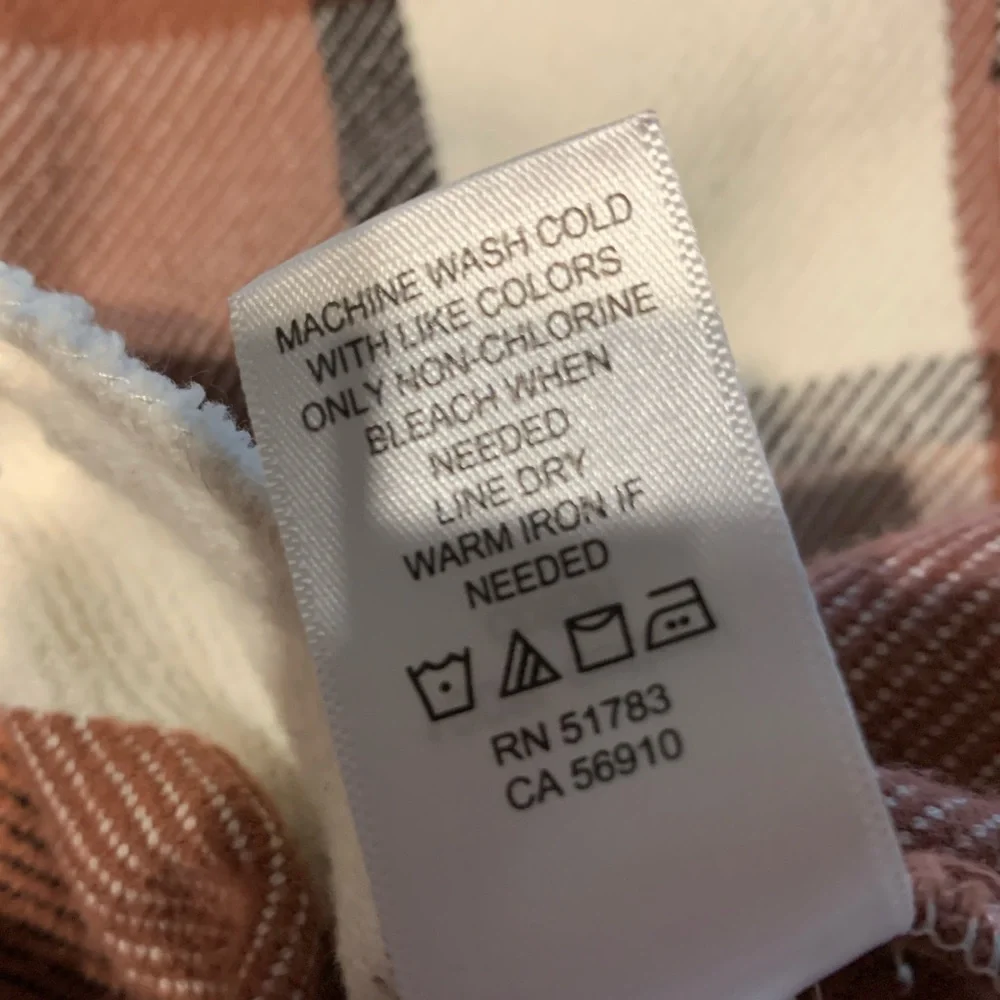 MACHINE WASH COLD
WITH LIKE COLORS
ONLY NON-CHLORINE
BLEACH WHEN
NEEDED
LINE DRY
WARM IRON IF
NEEDED
RN 51783
CA 56910